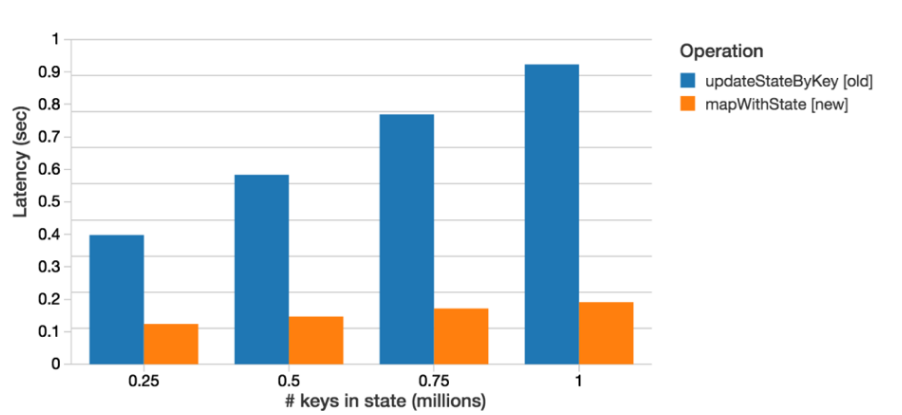 1
0.9
0.8
0.7
0.6
0.5
0.4
0.3
0.2
0.1
0
Latency (sec)
0.25 0.5 0.75 1
# keys in state (millions)
Operation
updateStateByKey [old]
mapWithState [new]